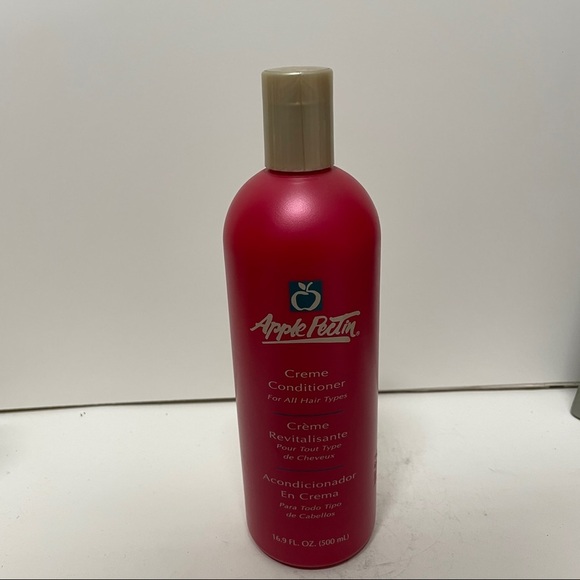 Apple Pectin®
Creme
Conditioner
For All Hair Types
Crème
Revitalisante
Pour Tout Type
de Cheveux
Acondicionador
En Crema
Para Todo Tipo
de Cabellos
16.9 FL. OZ. (500 mL)